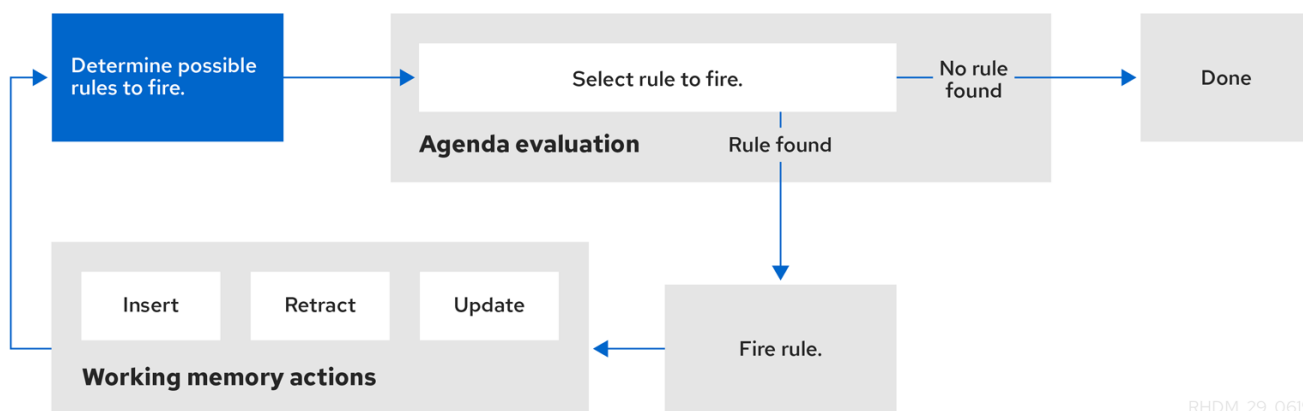 Determine possible
rules to fire.
Select rule to fire.
No rule
found
Done
Agenda evaluation
Rule found
Insert
Retract
Update
Fire rule.
Working memory actions